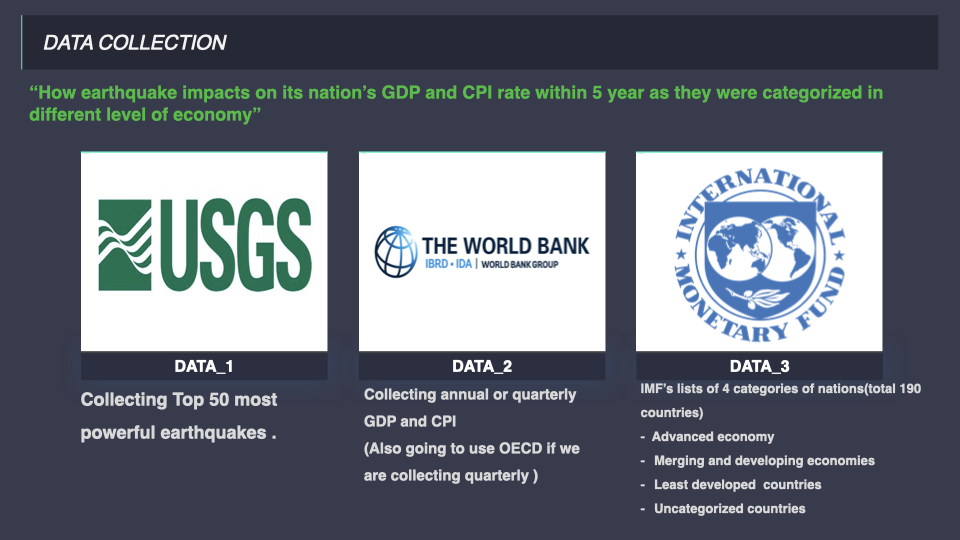 DATA COLLECTION
“How earthquake impacts on its nation’s GDP and CPI rate within 5 year as they were categorized in
different level of economy”
USGS
THE WORLD BANK
IBRD • IDA | WORLD BANK GROUP
INTERNATIONAL
MONETARY FUND
DATA_1
Collecting Top 50 most
powerful earthquakes .
DATA_2
Collecting annual or quarterly
GDP and CPI
(Also going to use OECD if we
are collecting quarterly )
DATA_3
IMF’s lists of 4 categories of nations(total 190
countries)
- Advanced economy
- Merging and developing economies
- Least developed countries
- Uncategorized countries